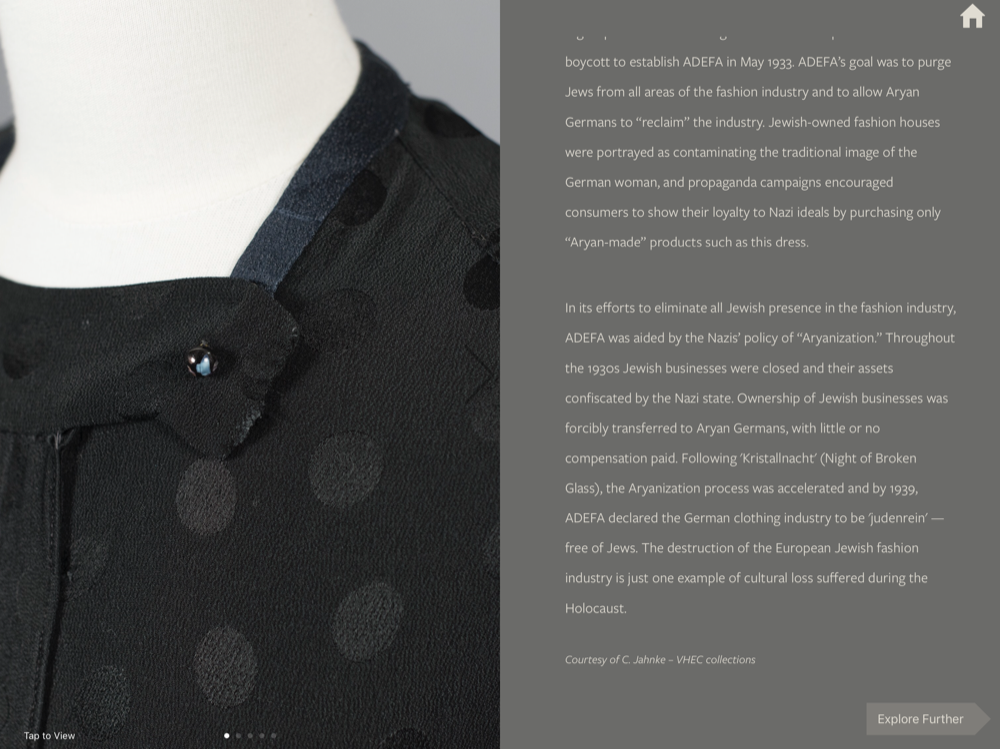 boycott to establish ADEFA in May 1933. ADEFA’s goal was to purge
Jews from all areas of the fashion industry and to allow Aryan
Germans to “reclaim” the industry. Jewish-owned fashion houses
were portrayed as contaminating the traditional image of the
German woman, and propaganda campaigns encouraged
consumers to show their loyalty to Nazi ideals by purchasing only
“Aryan-made” products such as this dress.
In its efforts to eliminate all Jewish presence in the fashion industry,
ADEFA was aided by the Nazis’ policy of “Aryanization.” Throughout
the 1930s Jewish businesses were closed and their assets
confiscated by the Nazi state. Ownership of Jewish businesses was
forcibly transferred to Aryan Germans, with little or no
compensation paid. Following ‘Kristallnacht’ (Night of Broken
Glass), the Aryanization process was accelerated and by 1939,
ADEFA declared the German clothing industry to be ‘judenrein’ —
free of Jews. The destruction of the European Jewish fashion
industry is just one example of cultural loss suffered during the
Holocaust.
Courtesy of C. Jahnke – VHEC collections
Explore Further
Tap to View